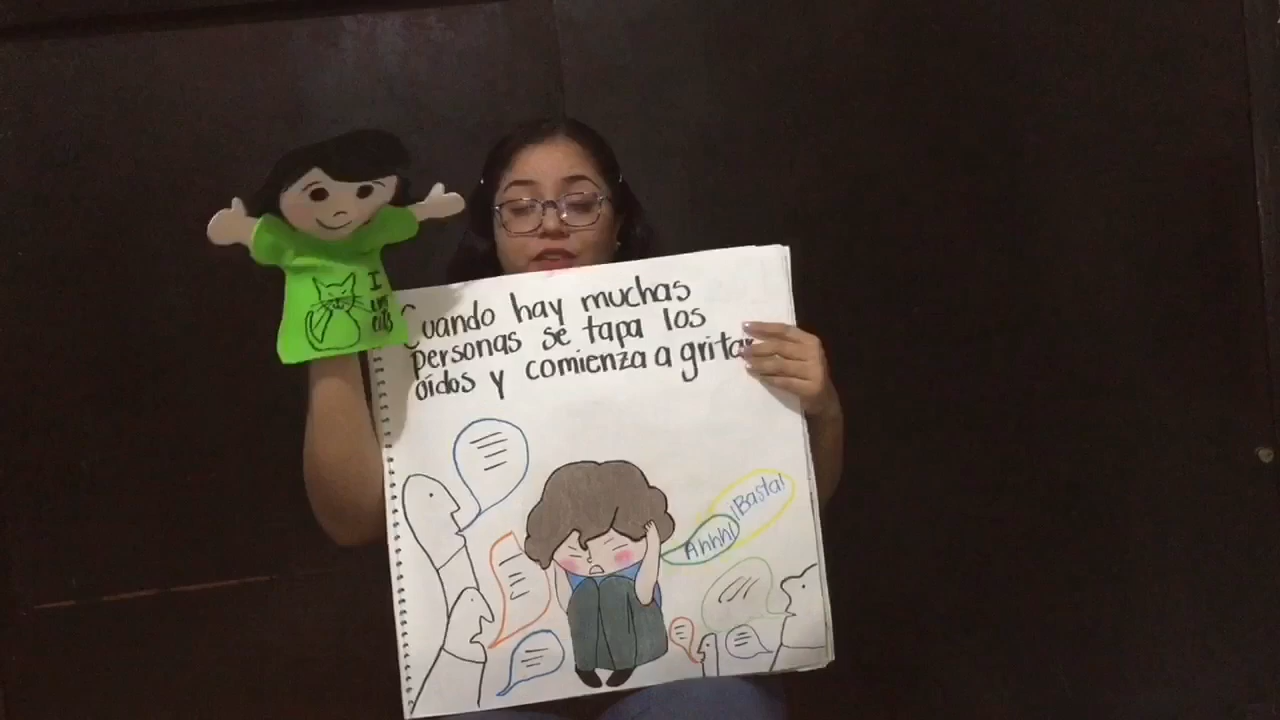 I
Cuando hay muchas
personas se tapa los
oídos y comienza a gritar
¡Basta!
Ahhh!